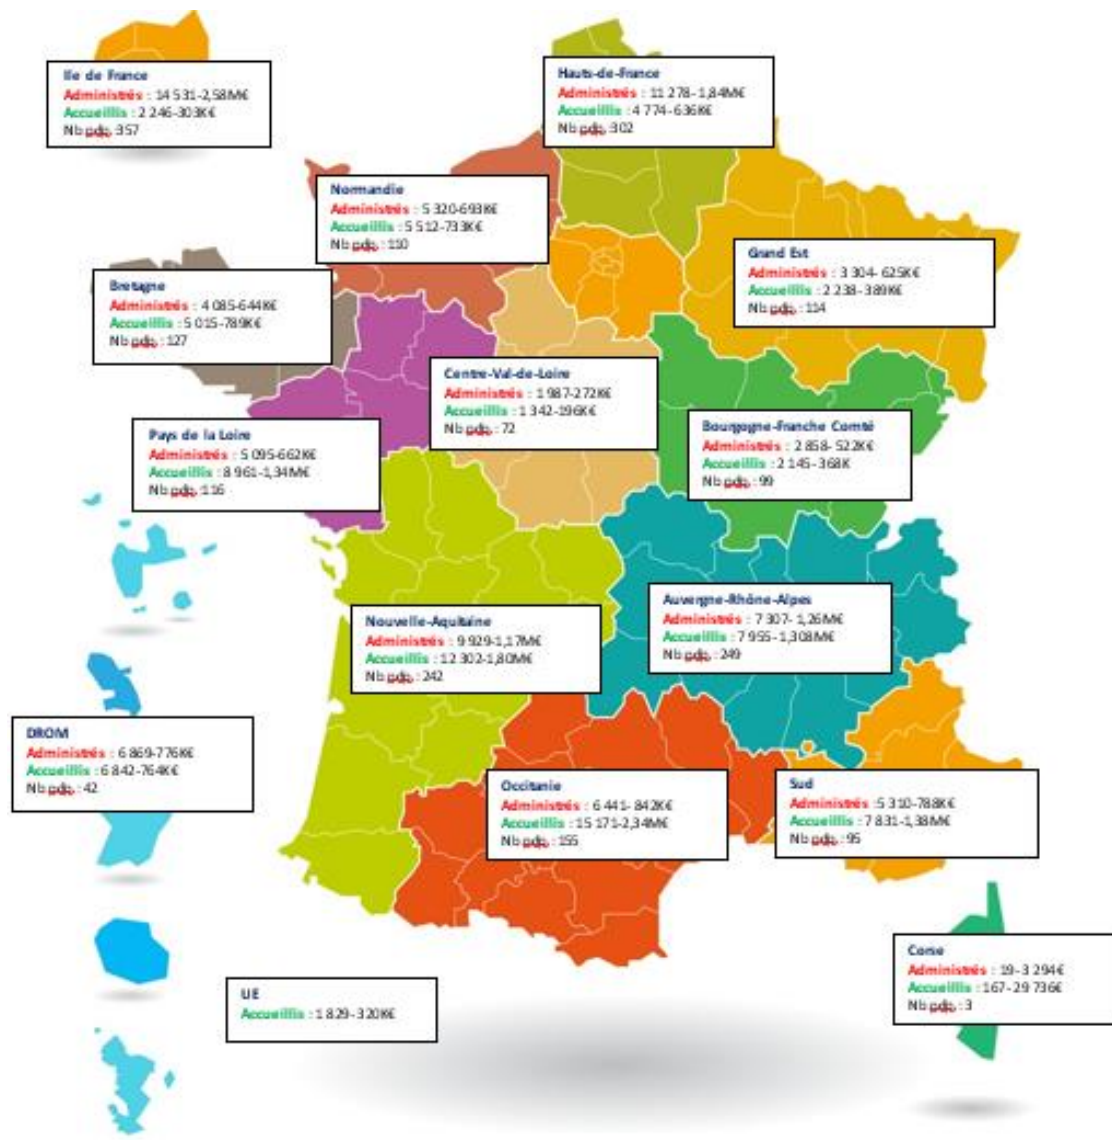 Ile de France
Administrés : 14 531-2,58M€
Accueillis : 2 246-303K€
Nb pdp. :357
Hauts-de-France
Administrés : 11 278- 1,84M€
Accueillis : 4 774-636K€
Nb pdp. :302
Normandie
Administrés : 5 320-693K€
Accueillis : 5 512-733K€
Nb pdp. : 110
Grand Est
Administrés : 3 304- 625K€
Accueillis : 2 238- 389K€
Nb pdp. : 114
Bretagne
Administrés : 4 085-644K€
Accueillis : 5 015-789K€
Nb pdp. : 127
Centre-Val-de-Loire
Administrés : 1 987-272K€
Accueillis : 1 342-196K€
Nb pdp. : 72
Bourgogne-Franche Comté
Administrés : 2 858- 522K€
Accueillis : 2 145- 368K
Nb pdp. : 99
Pays de la Loire
Administrés : 5 095-662K€
Accueillis : 8 961-1,34M€
Nb pdp. :116
Auvergne-Rhône-Alpes
Administrés : 7 307- 1,26M€
Accueillis : 7 955-1,308M€
Nb pdp. : 249
Nouvelle-Aquitaine
Administrés : 9 929-1,17M€
Accueillis : 12 302-1,80M€
Nb pdp. : 242
DROM
Administrés : 6 869-776K€
Accueillis : 6 842-764K€
Nb pdp. : 42
Occitanie
Administrés : 6 441- 842K€
Accueillis : 15 171-2,34M€
Nb pdp. : 155
Sud
Administrés :5 310-788K€
Accueillis : 7 831-1,38M€
Nb pdp. : 95
Corse
Administrés : 19-3 294€
Accueillis : 167-29 736€
Nb pdp. : 3
UE
Accueillis : 1 829-320K€